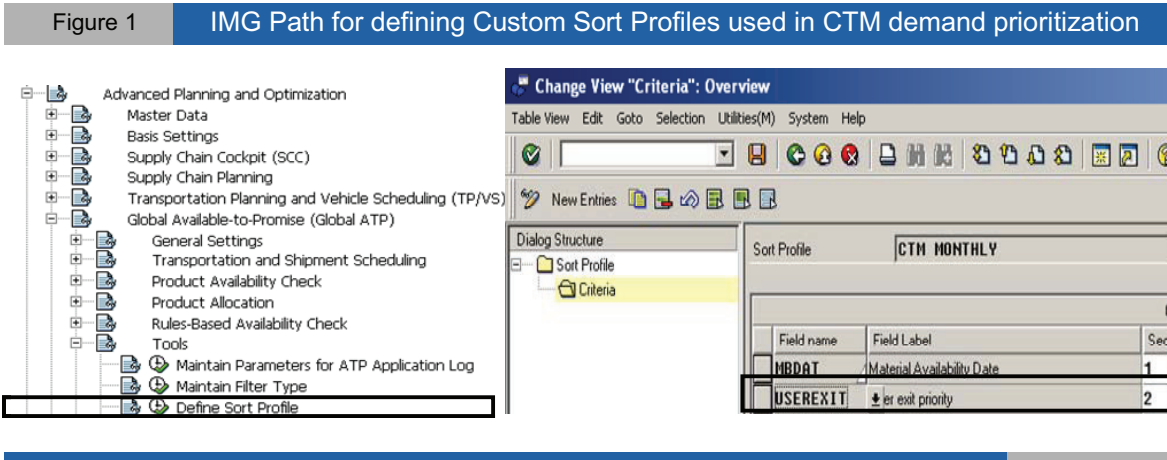 Figure 1
IMG Path for defining Custom Sort Profiles used in CTM demand prioritization
Advanced Planning and Optimization
Master Data
Basis Settings
Supply Chain Cockpit (SCC)
Supply Chain Planning
Transportation Planning and Vehicle Scheduling (TP/VS)
Global Available-to-Promise (Global ATP)
General Settings
Transportation and Shipment Scheduling
Product Availability Check
Product Allocation
Rules-Based Availability Check
Tools
Maintain Parameters for ATP Application Log
Maintain Filter Type
Define Sort Profile
Change View "Criteria": Overview
Table View Edit Goto Selection Utilities(M) System Help
New Entries
Dialog Structure
Sort Profile
Criteria
Sort Profile CTM MONTHLY
Field name Field Label Sec
MBDAT Material Availability Date 1
USEREXIT er exit priority 2